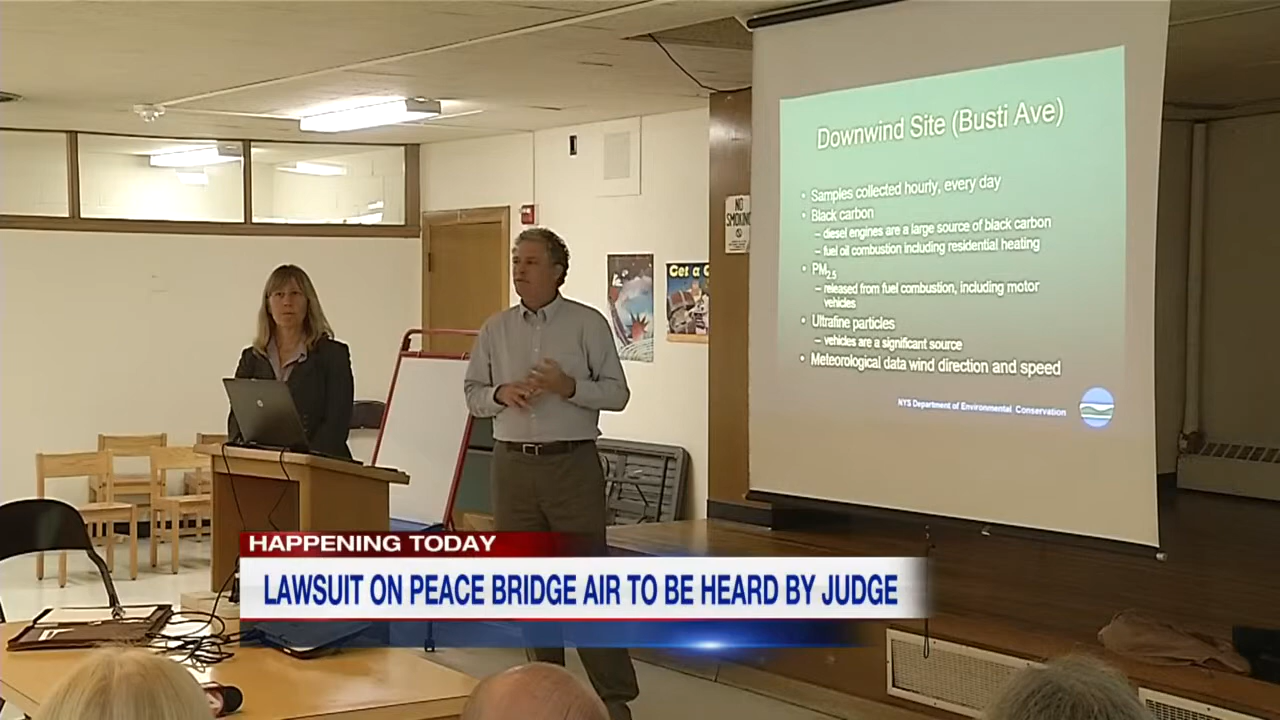 Downwind Site (Busti Ave)
• Samples collected hourly, every day
• Black carbon
– diesel engines are a large source of black carbon
– fuel oil combustion including residential heating
• PM2.5
– released from fuel combustion, including motor
vehicles
• Ultrafine particles
– vehicles are a significant source
• Meteorological data wind direction and speed
NYS Department of Environmental Conservation
NO
SMOKING
Get a
HAPPENING TODAY
LAWSUIT ON PEACE BRIDGE AIR TO BE HEARD BY JUDGE